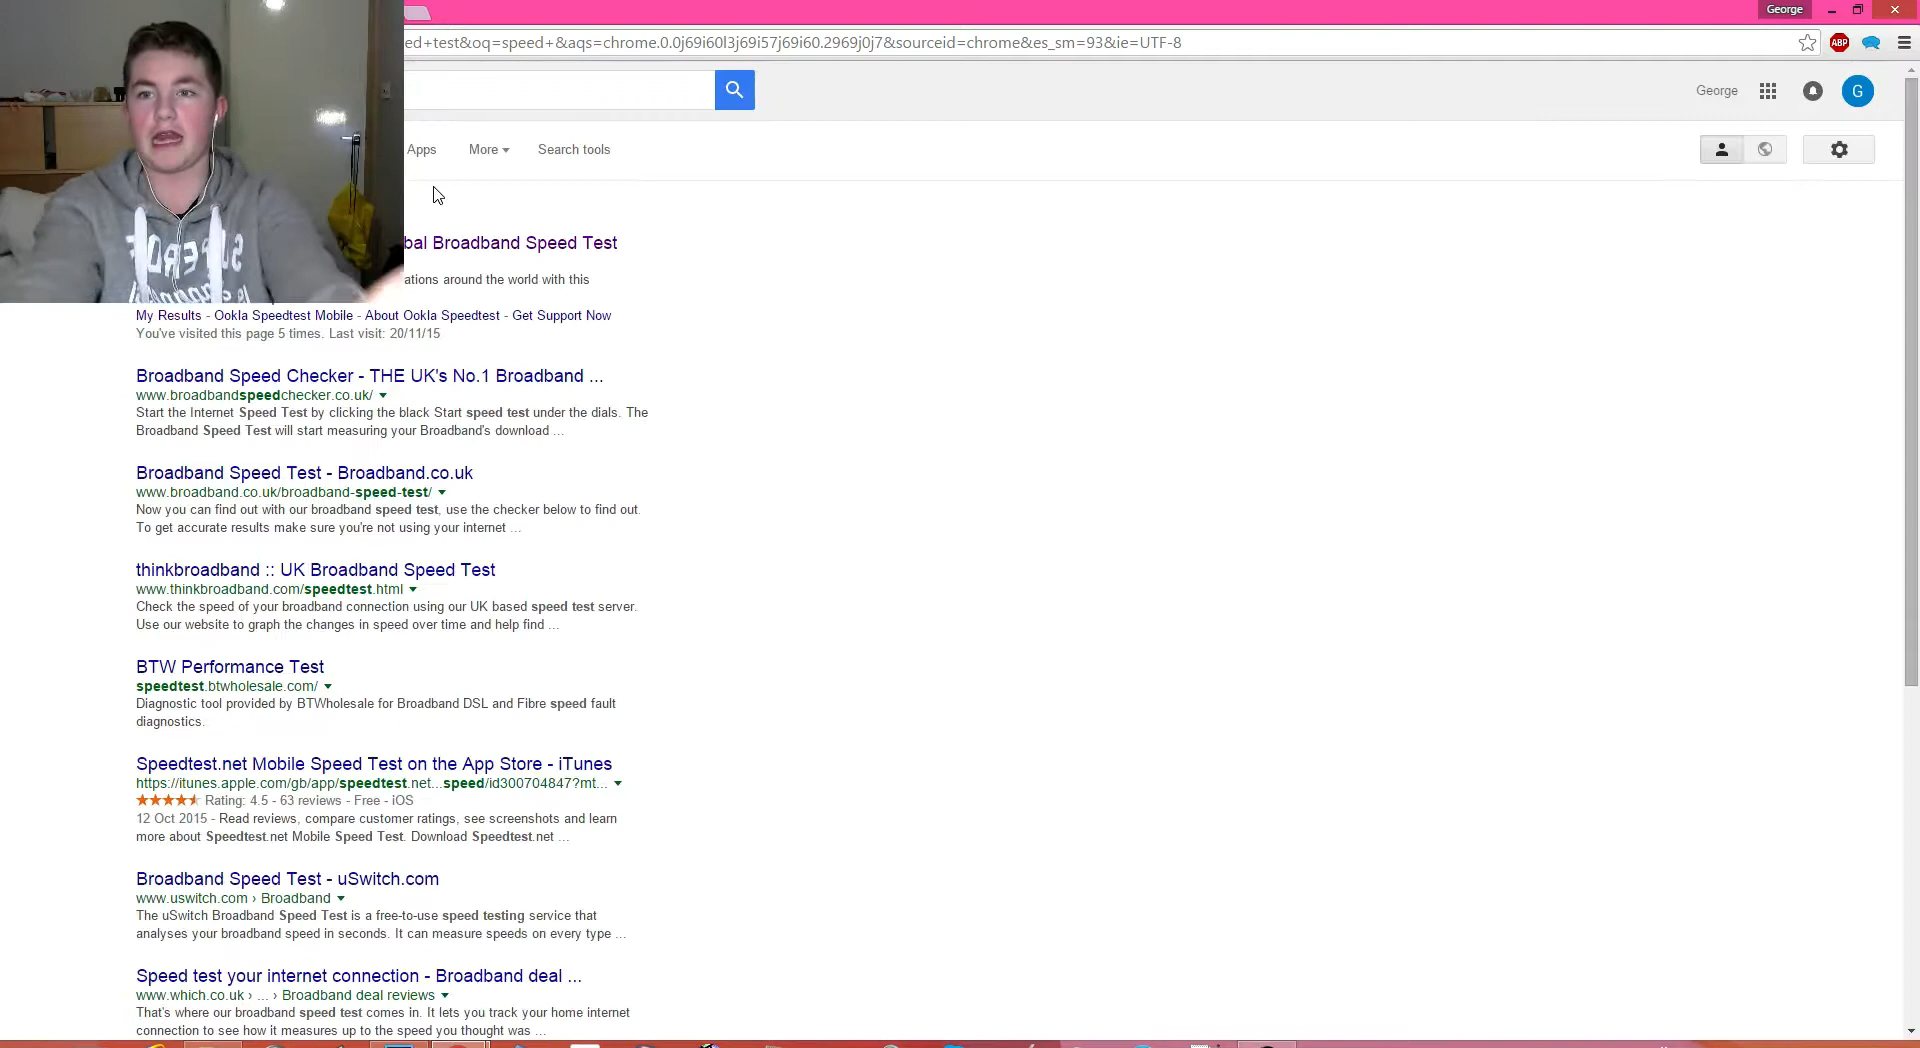 George
ed+test&oq=speed+&aqs=chrome.0.0j69i60l3j69i57j69i60.2969j0j7&sourceid=chrome&es_sm=93&ie=UTF-8
ABP
George
G
Apps More Search tools
bal Broadband Speed Test
ations around the world with this
My Results - Ookla Speedtest Mobile - About Ookla Speedtest - Get Support Now
You've visited this page 5 times. Last visit: 20/11/15
Broadband Speed Checker - THE UK's No.1 Broadband ...
www.broadbandspeedchecker.co.uk/
Start the Internet Speed Test by clicking the black Start speed test under the dials. The
Broadband Speed Test will start measuring your Broadband's download ...
Broadband Speed Test - Broadband.co.uk
www.broadband.co.uk/broadband-speed-test/
Now you can find out with our broadband speed test, use the checker below to find out.
To get accurate results make sure you're not using your internet ...
thinkbroadband :: UK Broadband Speed Test
www.thinkbroadband.com/speedtest.html
Check the speed of your broadband connection using our UK based speed test server.
Use our website to graph the changes in speed over time and help find ...
BTW Performance Test
speedtest.btwholesale.com/
Diagnostic tool provided by BTWholesale for Broadband DSL and Fibre speed fault
diagnostics.
Speedtest.net Mobile Speed Test on the App Store - iTunes
https://itunes.apple.com/gb/app/speedtest.net...speed/id300704847?mt...
Rating: 4.5 - 63 reviews - Free - iOS
12 Oct 2015 - Read reviews, compare customer ratings, see screenshots and learn
more about Speedtest.net Mobile Speed Test. Download Speedtest.net ...
Broadband Speed Test - uSwitch.com
www.uswitch.com › Broadband
The uSwitch Broadband Speed Test is a free-to-use speed testing service that
analyses your broadband speed in seconds. It can measure speeds on every type ...
Speed test your internet connection - Broadband deal ...
www.which.co.uk › ... › Broadband deal reviews
That's where our broadband speed test comes in. It lets you track your home internet
connection to see how it measures up to the speed you thought was ...